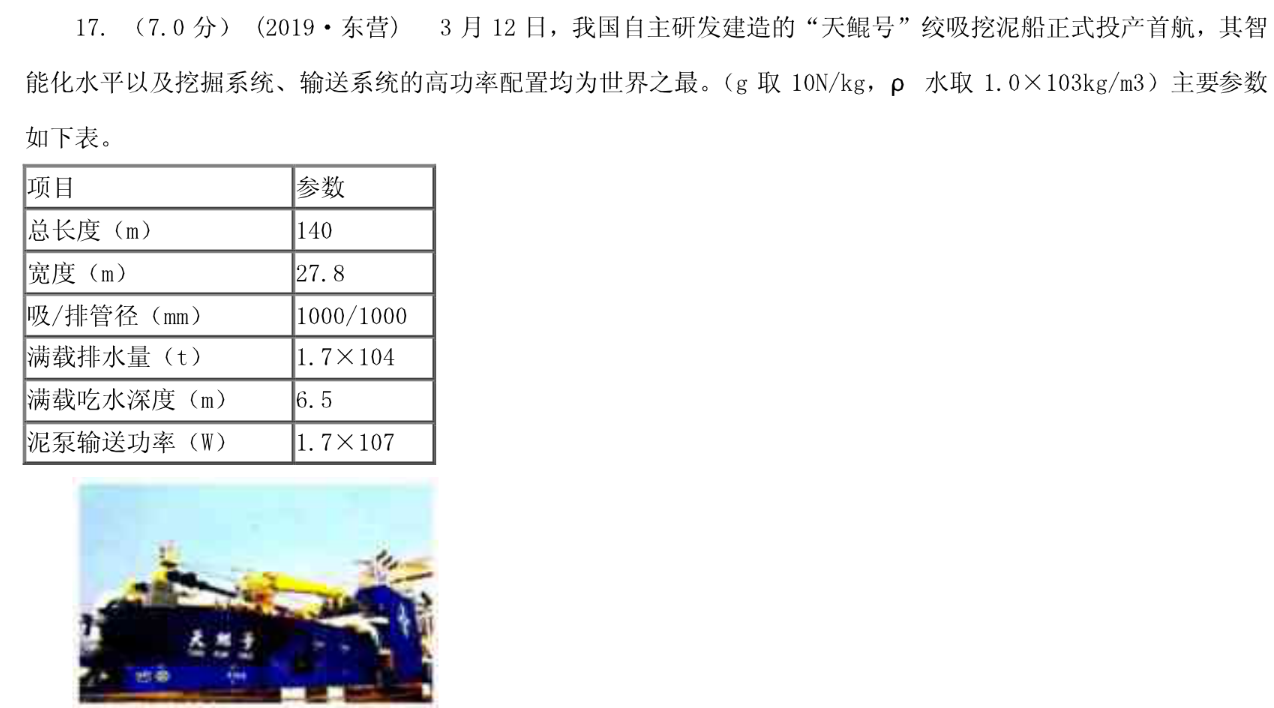 17. （7.0 分） (2019·东营) 3 月 12 日，我国自主研发建造的“天鲲号”绞吸挖泥船正式投产首航，其智
能化水平以及挖掘系统、输送系统的高功率配置均为世界之最。（g 取 10N/kg，ρ 水取 1.0×103kg/m3）主要参数
如下表。
项目 参数
总长度（m） 140
宽度（m） 27.8
吸/排管径（mm） 1000/1000
满载排水量（t） 1.7×104
满载吃水深度（m） 6.5
泥泵输送功率（W） 1.7×107
天鲲号